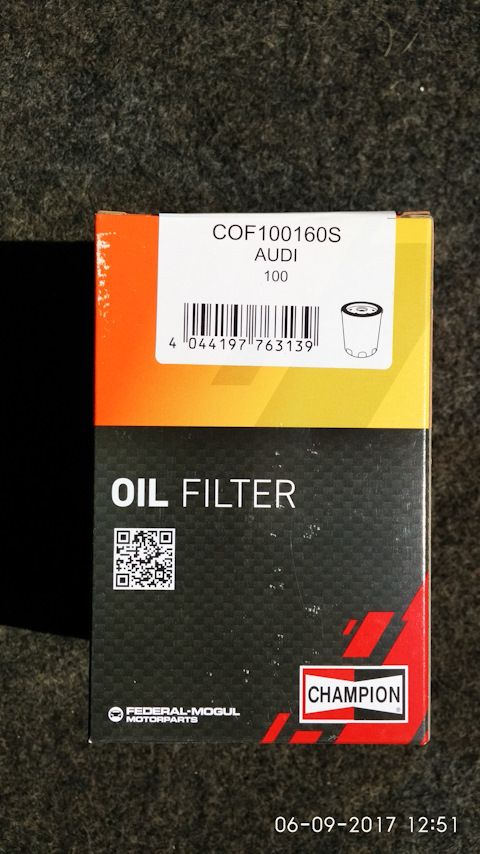 COF100160S
AUDI
100
4 044197 763139
OIL FILTER
CHAMPION
FEDERAL-MOGUL
MOTORPARTS
06-09-2017 12:51